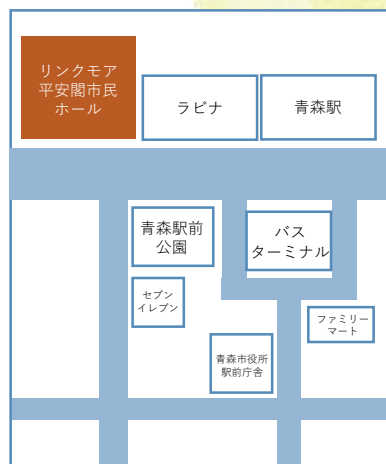 リンクモア
平安閣市民
ホール
ラビナ
青森駅
青森駅前
公園
バス
ターミナル
セブン
イレブン
ファミリー
マート
青森市役所
駅前庁舎